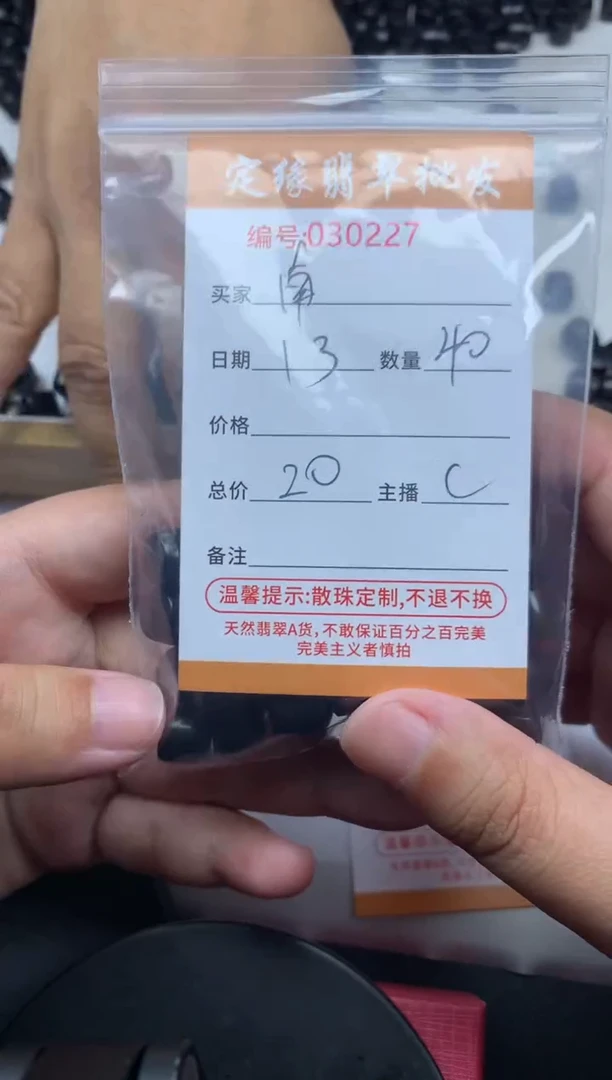 定缘翡翠批发
编号:030227
买家 南
日期 13 数量 40
价格
总价 20 主播 C
备注
温馨提示:散珠定制,不退不换
天然翡翠A货,不敢保证百分之百完美
完美主义者慎拍